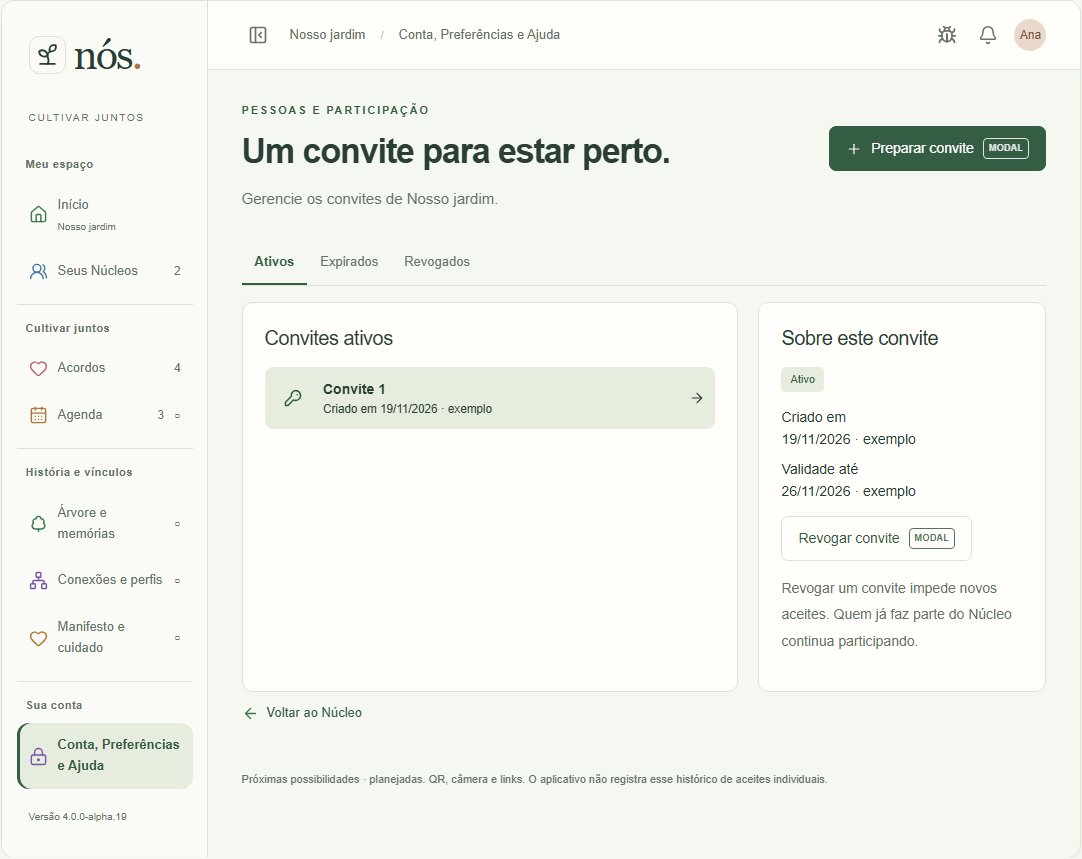 nós.
CULTIVAR JUNTOS
Meu espaço
Início
Nosso jardim
Seus Núcleos 2
Cultivar juntos
Acordos 4
Agenda 3
História e vínculos
Árvore e
memórias
Conexões e perfis
Manifesto e
cuidado
Sua conta
Conta, Preferências
e Ajuda
Versão 4.0.0-alpha.19
Nosso jardim / Conta, Preferências e Ajuda
Ana
PESSOAS E PARTICIPAÇÃO
Um convite para estar perto.
Gerencie os convites de Nosso jardim.
+ Preparar convite MODAL
Ativos Expirados Revogados
Convites ativos
Convite 1
Criado em 19/11/2026 · exemplo
Sobre este convite
Ativo
Criado em
19/11/2026 · exemplo
Validade até
26/11/2026 · exemplo
Revogar convite MODAL
Revogar um convite impede novos
aceites. Quem já faz parte do Núcleo
continua participando.
Voltar ao Núcleo
Próximas possibilidades · planejadas. QR, câmera e links. O aplicativo não registra esse histórico de aceites individuais.